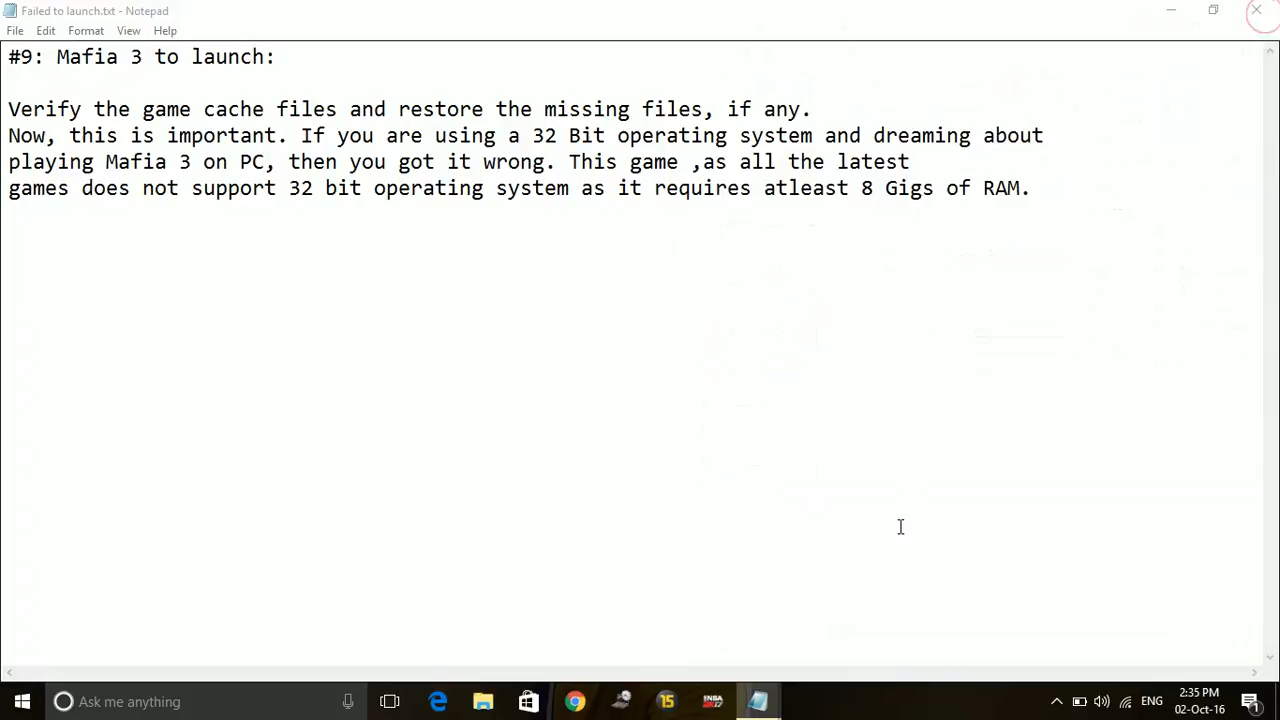 Failed to launch.txt - Notepad
File Edit Format View Help
#9: Mafia 3 to launch:
Verify the game cache files and restore the missing files, if any.
Now, this is important. If you are using a 32 Bit operating system and dreaming about
playing Mafia 3 on PC, then you got it wrong. This game ,as all the latest
games does not support 32 bit operating system as it requires atleast 8 Gigs of RAM.
Ask me anything
15
NBA
2K17
ENG
2:35 PM
02-Oct-16
1